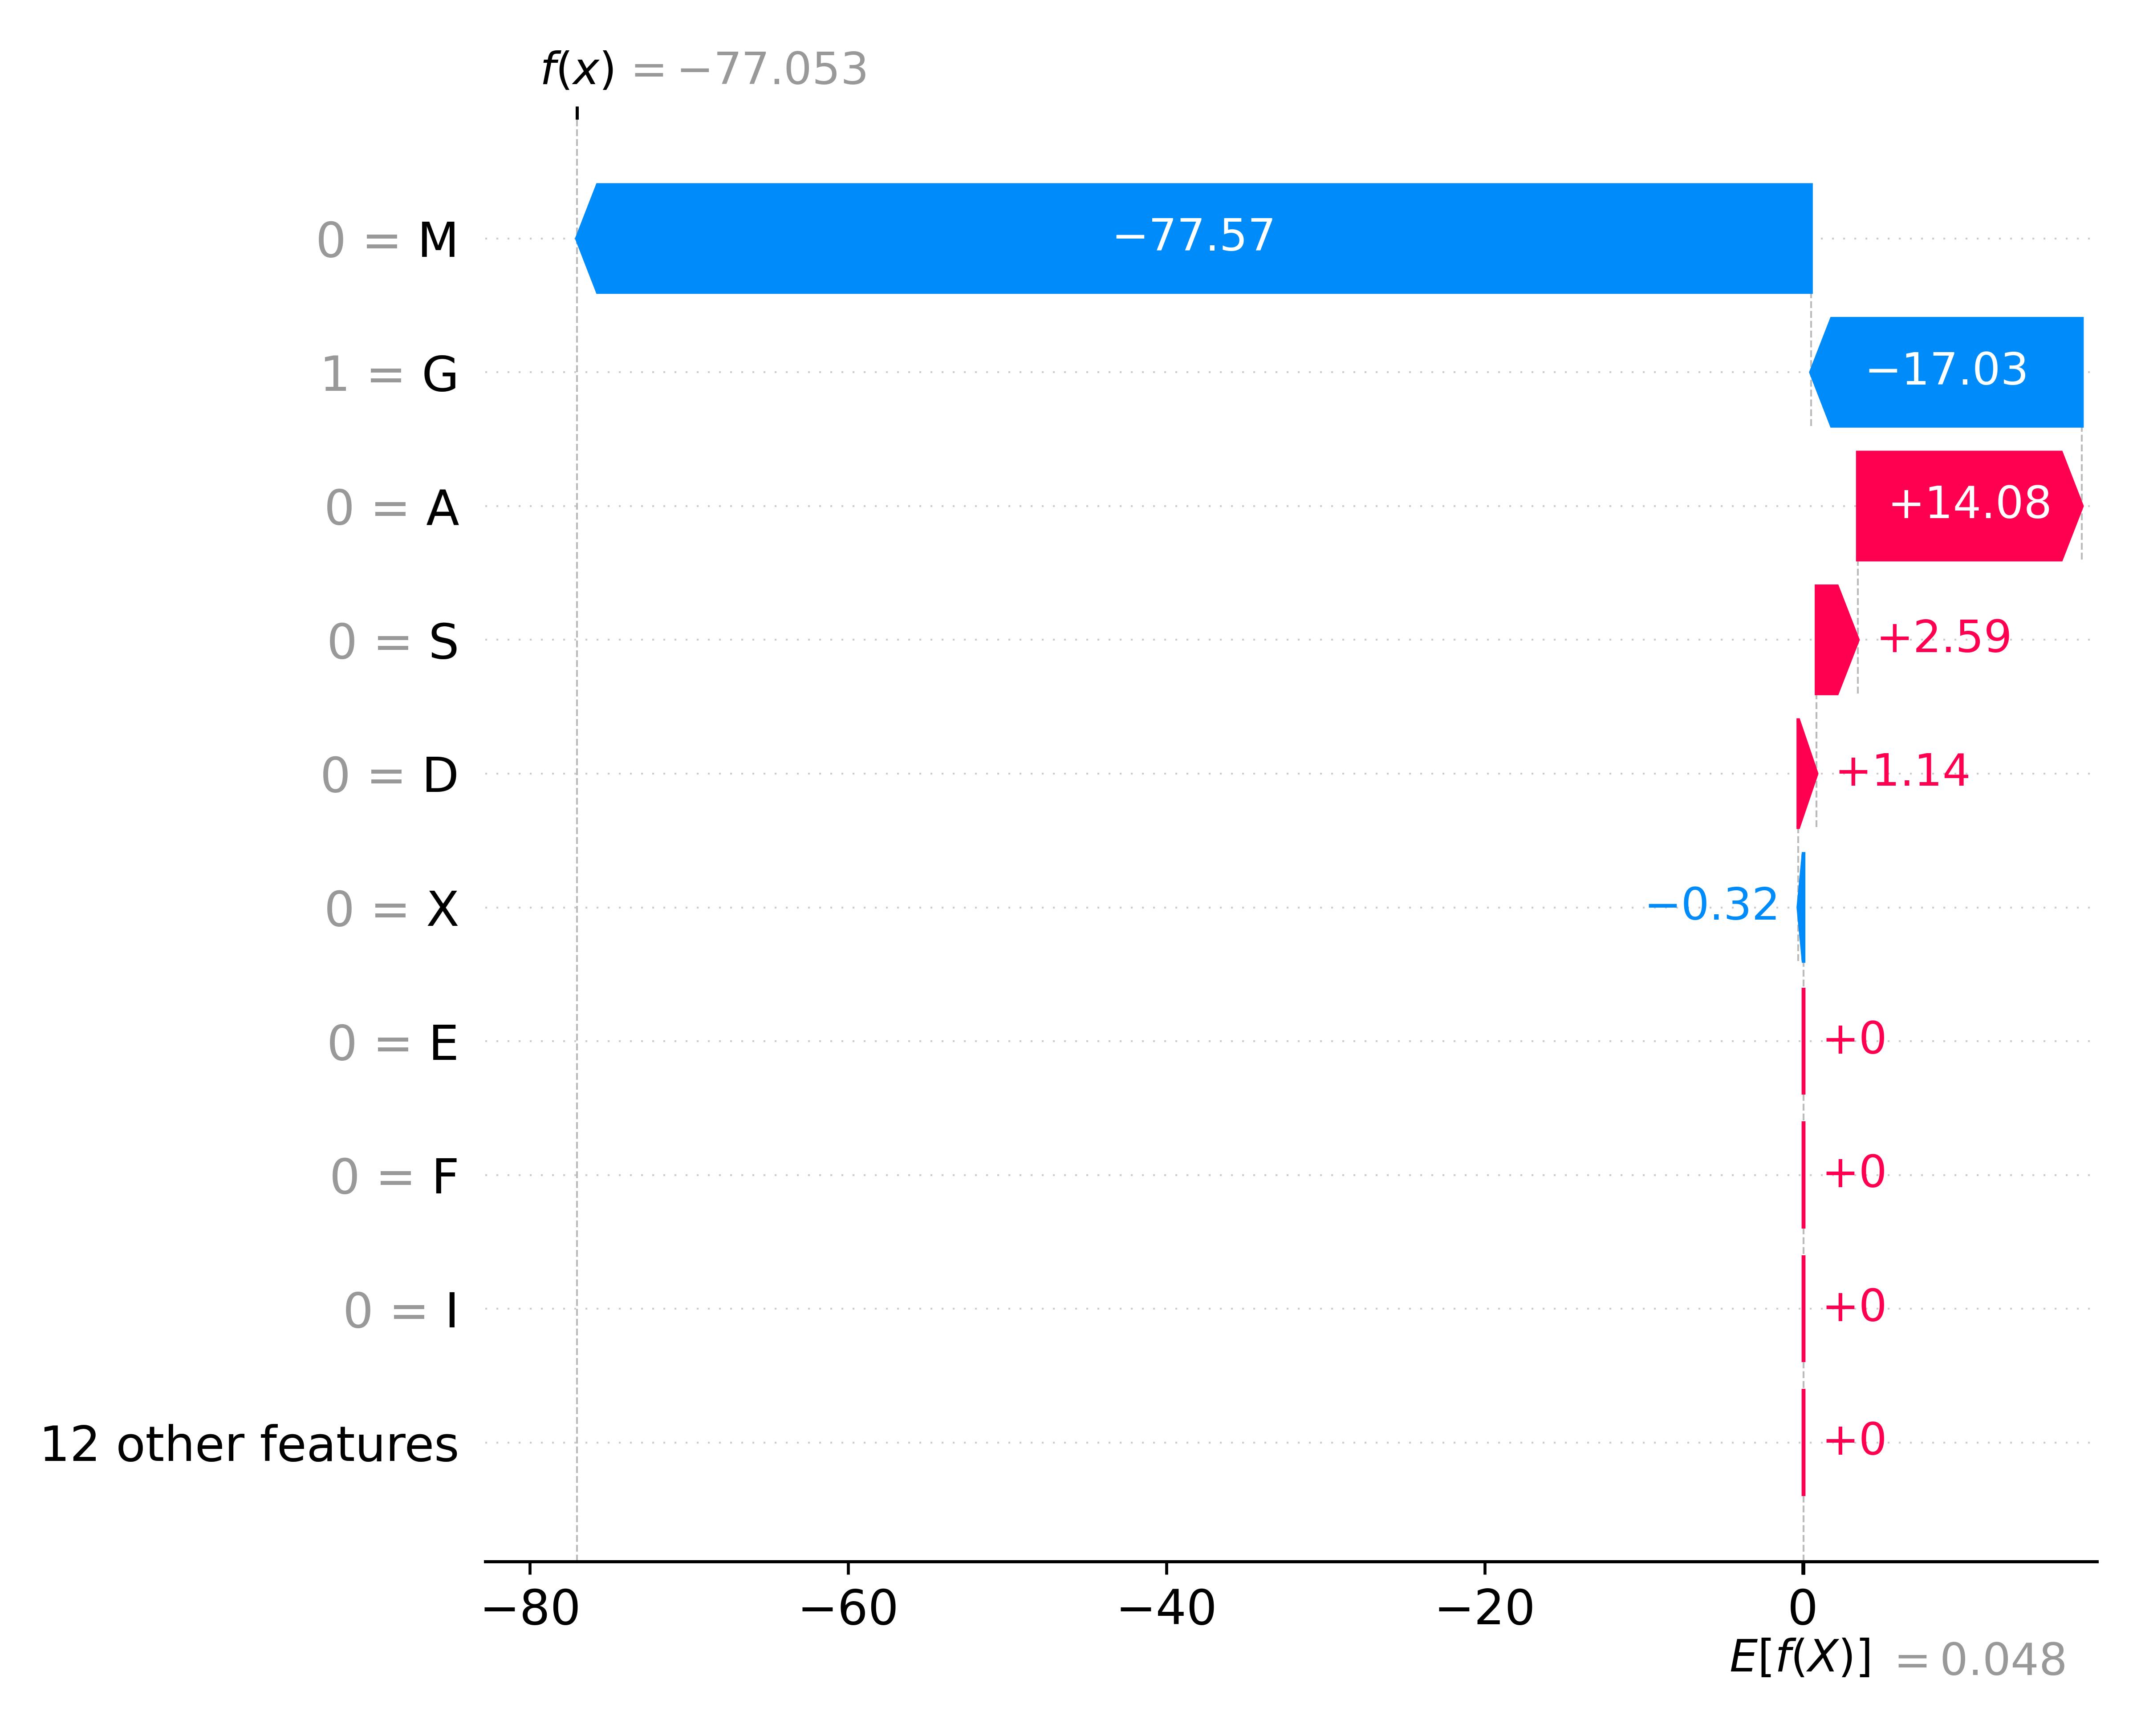 f(x) = −77.053
0 = M −77.57
1 = G −17.03
0 = A +14.08
0 = S +2.59
0 = D +1.14
0 = X −0.32
0 = E +0
0 = F +0
0 = I +0
12 other features +0
−80 −60 −40 −20 0
E[f(X)] = 0.048